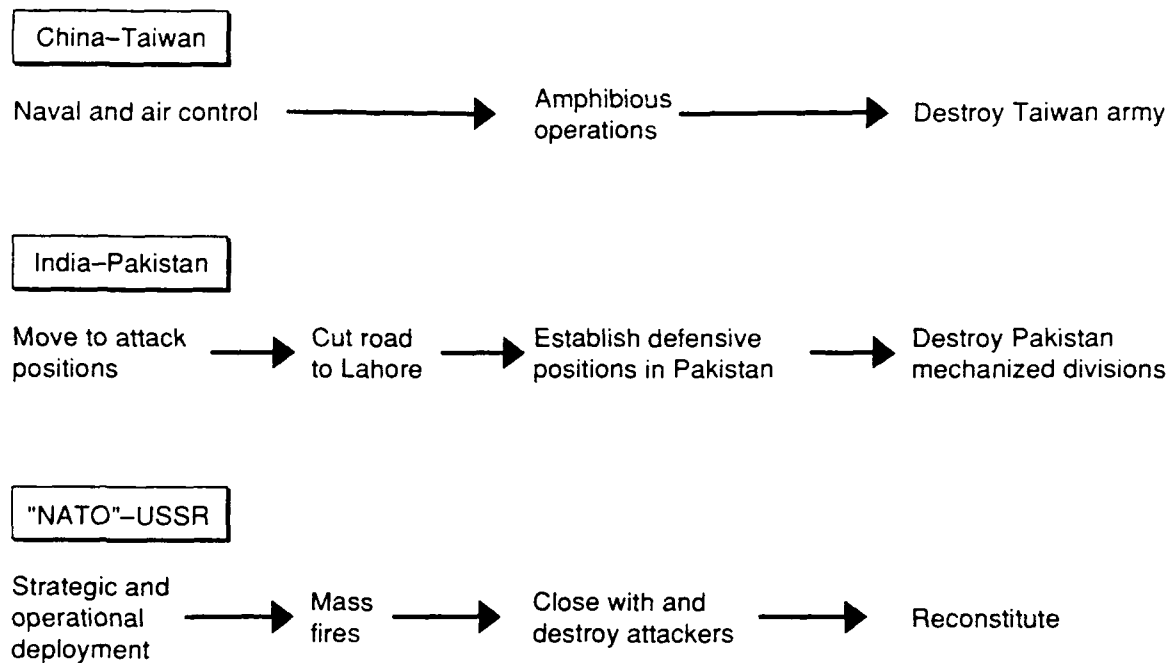 China–Taiwan
Naval and air control
Amphibious
operations
Destroy Taiwan army
India–Pakistan
Move to attack
positions
Cut road
to Lahore
Establish defensive
positions in Pakistan
Destroy Pakistan
mechanized divisions
"NATO"–USSR
Strategic and
operational
deployment
Mass
fires
Close with and
destroy attackers
Reconstitute